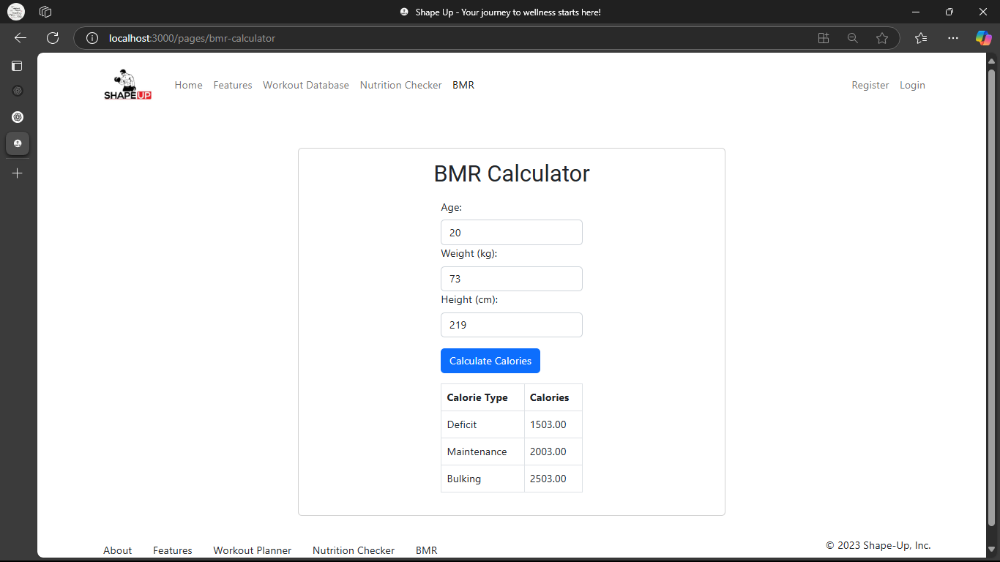 Shape Up - Your journey to wellness starts here!
localhost:3000/pages/bmr-calculator
SHAPEUP
Home Features Workout Database Nutrition Checker BMR Register Login
BMR Calculator
Age:
20
Weight (kg):
73
Height (cm):
219
Calculate Calories
Calorie Type Calories
Deficit 1503.00
Maintenance 2003.00
Bulking 2503.00
About Features Workout Planner Nutrition Checker BMR © 2023 Shape-Up, Inc.